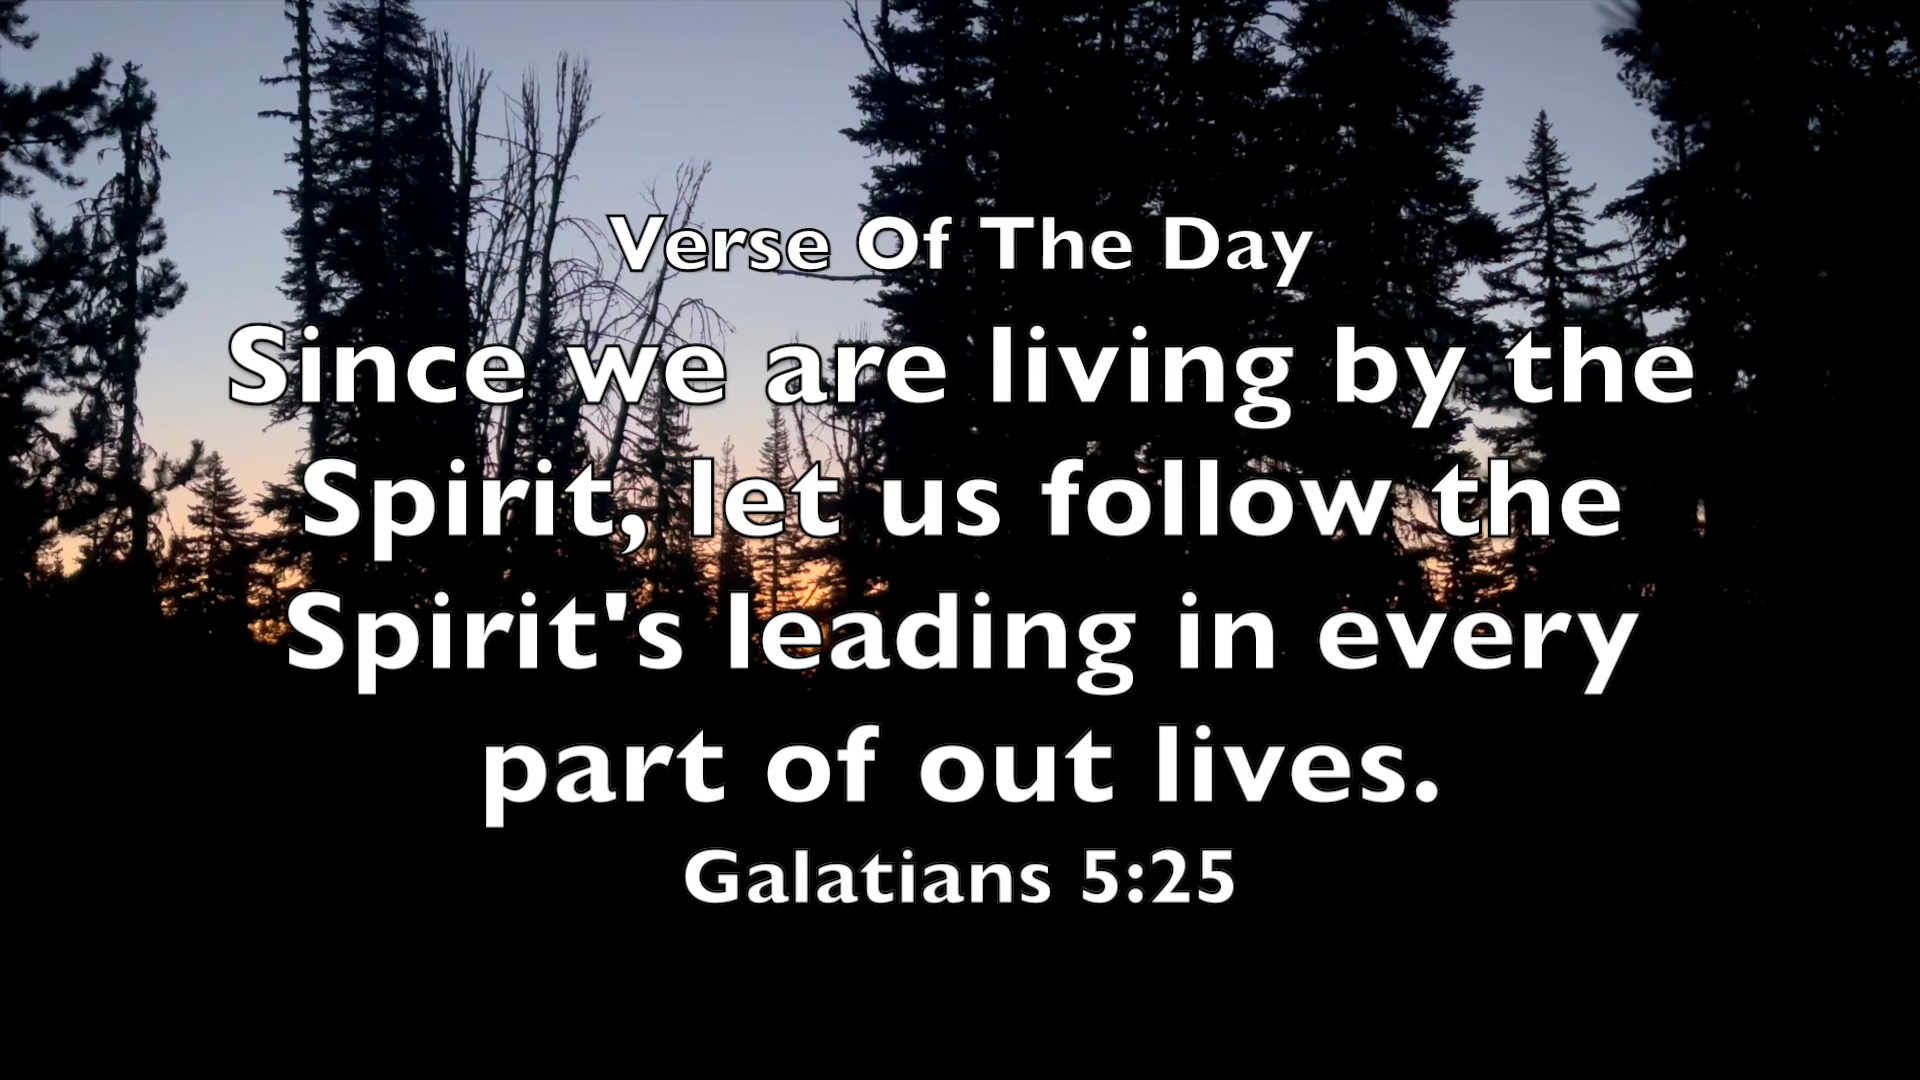 Verse Of The Day
Since we are living by the
Spirit, let us follow the
Spirit's leading in every
part of out lives.
Galatians 5:25